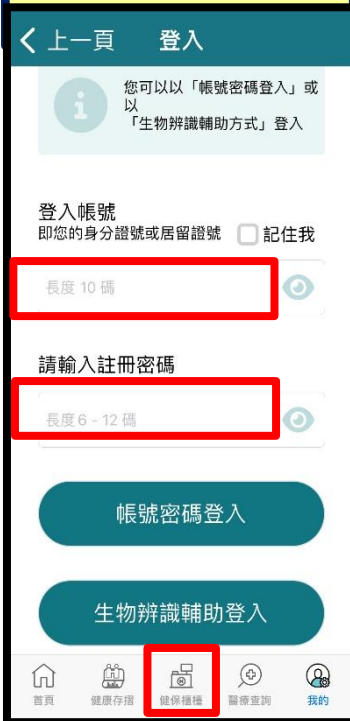 上一頁 登入
您可以以「帳號密碼登入」或
以
「生物辨識輔助方式」登入
登入帳號
即您的身分證號或居留證號 記住我
長度 10 碼
請輸入註冊密碼
長度6 - 12 碼
帳號密碼登入
生物辨識輔助登入
首頁 健康存摺 健保櫃檯 醫療查詢 我的